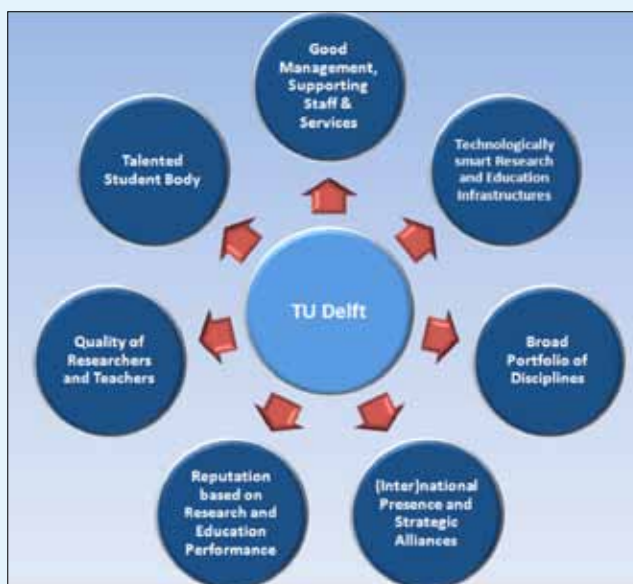 Good
Management,
Supporting
Staff &
Services
Technologically
smart Research
and Education
Infrastructures
Broad
Portfolio of
Disciplines
(Inter)national
Presence and
Strategic
Alliances
Reputation
based on
Research and
Education
Performance
Quality of
Researchers
and Teachers
Talented
Student Body
TU Delft